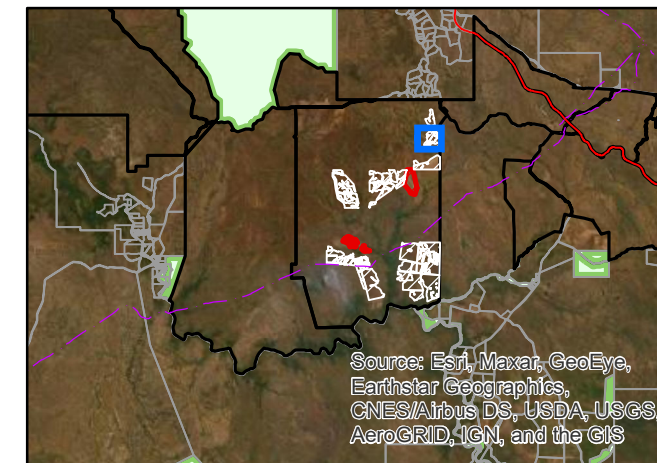 Source: Esri, Maxar, GeoEye,
Earthstar Geographics,
CNES/Airbus DS, USDA, USGS,
AeroGRID, IGN, and the GIS